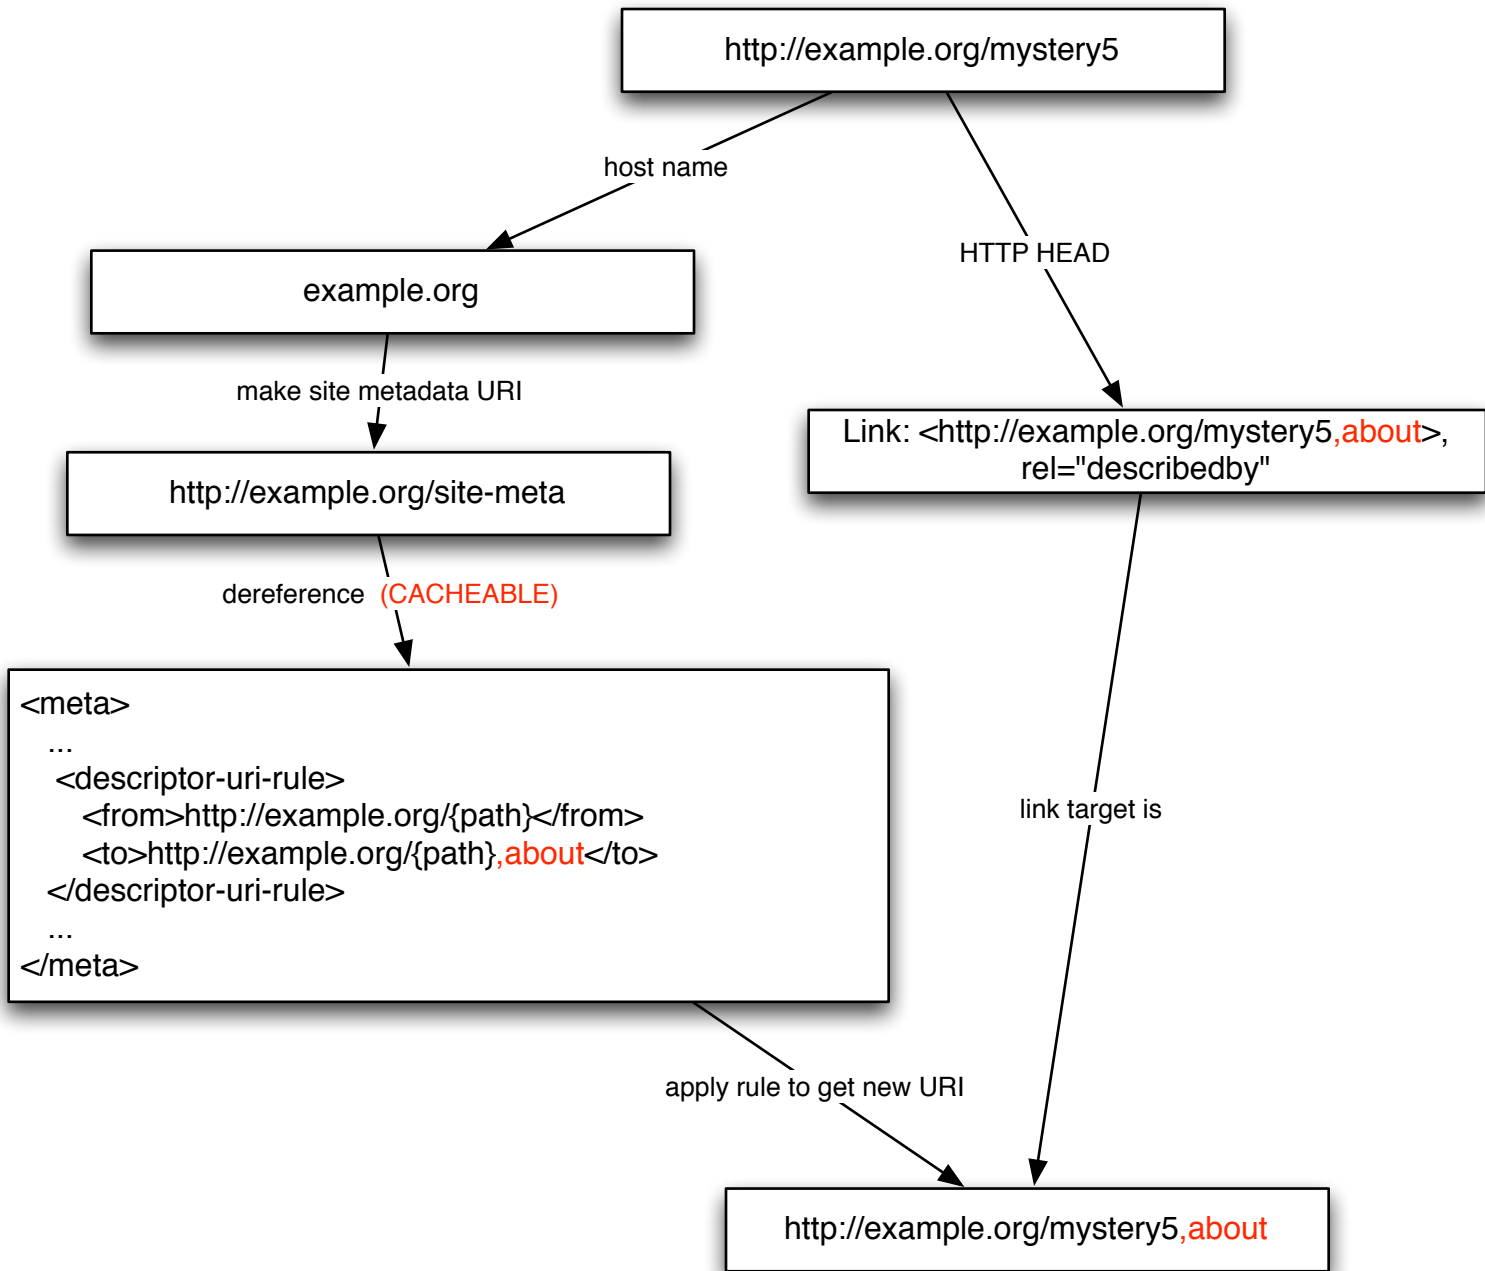 http://example.org/mystery5
host name
HTTP HEAD
example.org
make site metadata URI
Link: <http://example.org/mystery5,about>,
rel="describedby"
http://example.org/site-meta
dereference (CACHEABLE)
<meta>
...
<descriptor-uri-rule>
<from>http://example.org/{path}</from>
<to>http://example.org/{path},about</to>
</descriptor-uri-rule>
...
</meta>
link target is
apply rule to get new URI
http://example.org/mystery5,about